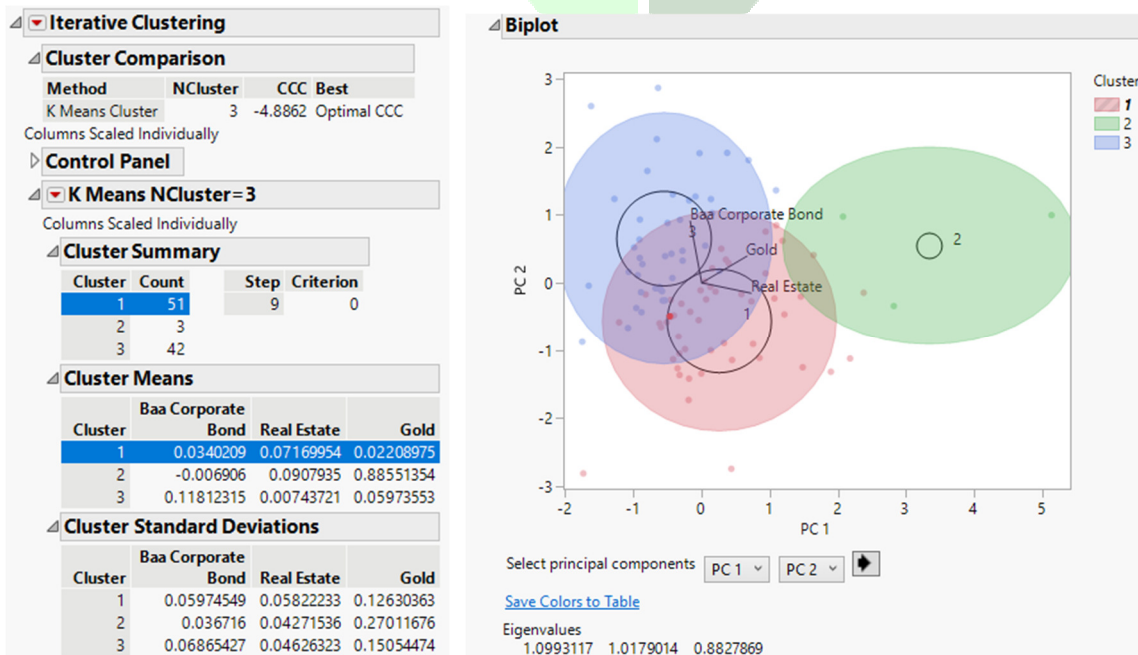 Iterative Clustering
Cluster Comparison
Method NCluster CCC Best
K Means Cluster 3 -4.8862 Optimal CCC
Columns Scaled Individually
Control Panel
K Means NCluster=3
Columns Scaled Individually
Cluster Summary
Cluster Count Step Criterion
1 51 9 0
2 3
3 42
Cluster Means
Baa Corporate
Cluster Bond Real Estate Gold
1 0.0340209 0.07169954 0.02208975
2 -0.006906 0.0907935 0.88551354
3 0.11812315 0.00743721 0.05973553
Cluster Standard Deviations
Baa Corporate
Cluster Bond Real Estate Gold
1 0.05974549 0.05822233 0.12630363
2 0.036716 0.04271536 0.27011676
3 0.06865427 0.04626323 0.15054474
Biplot
3
2
1
0
-1
-2
-3
PC 2
Baa Corporate Bond
3
Gold
Real Estate
1
2
-2 -1 0 1 2 3 4 5
PC 1
Cluster
1
2
3
Select principal components PC 1 PC 2
Save Colors to Table
Eigenvalues
1.0993117 1.0179014 0.8827869